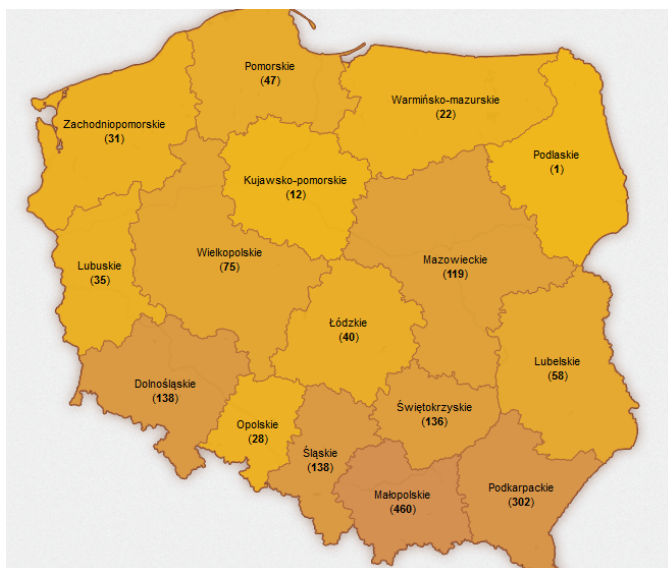 Pomorskie
(47)
Warmińsko-mazurskie
(22)
Zachodniopomorskie
(31)
Podlaskie
(1)
Kujawsko-pomorskie
(12)
Wielkopolskie
(75)
Mazowieckie
(119)
Lubuskie
(35)
Łódzkie
(40)
Lubelskie
(58)
Dolnośląskie
(138)
Świętokrzyskie
(136)
Opolskie
(28)
Śląskie
(138)
Małopolskie
(460)
Podkarpackie
(302)